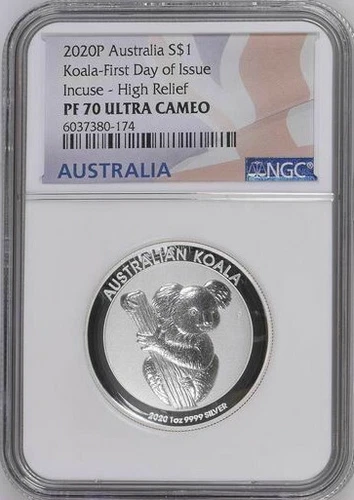 2020P Australia S$1
Koala-First Day of Issue
Incuse - High Relief
PF 70 ULTRA CAMEO
6037380-174
AUSTRALIA
NGC
AUSTRALIAN KOALA
2020 1oz 9999 SILVER